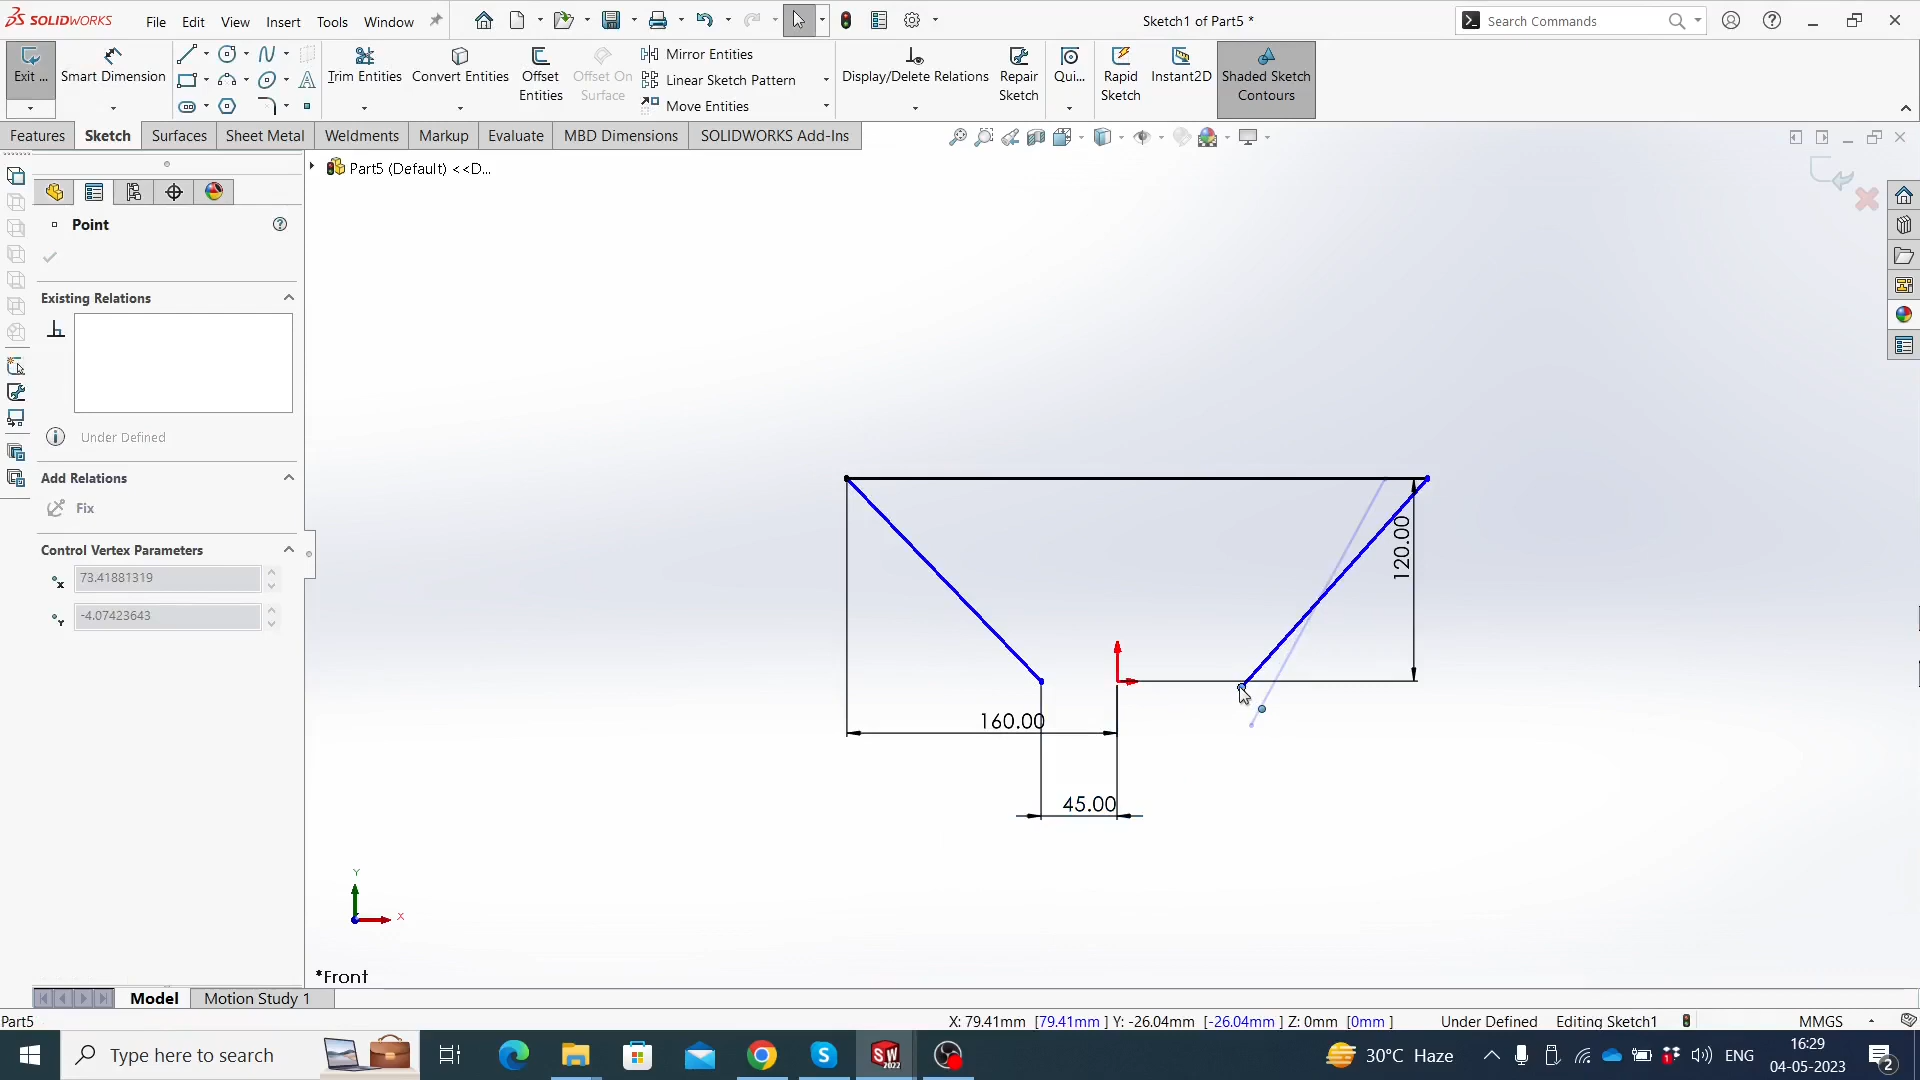 SOLIDWORKS
File Edit View Insert Tools Window
Sketch1 of Part5 *
Search Commands
Exit ...
Smart Dimension
Trim Entities
Convert Entities
Offset
Entities
Offset On
Surface
Mirror Entities
Linear Sketch Pattern
Move Entities
Display/Delete Relations
Repair
Sketch
Qui...
Rapid
Sketch
Instant2D
Shaded Sketch
Contours
Features Sketch Surfaces Sheet Metal Weldments Markup Evaluate MBD Dimensions SOLIDWORKS Add-Ins
Part5 (Default) <<D...
Point
Existing Relations
Under Defined
Add Relations
Fix
Control Vertex Parameters
x 73.41881319
Y -4.07423643
120.00
160.00
45.00
Y
X
*Front
Model Motion Study 1
Part5
X: 79.41mm [79.41mm ] Y: -26.04mm [-26.04mm ] Z: 0mm [0mm ]
Under Defined Editing Sketch1 MMGS
Type here to search
SW
2022
30°C Haze
ENG
16:29
04-05-2023
2